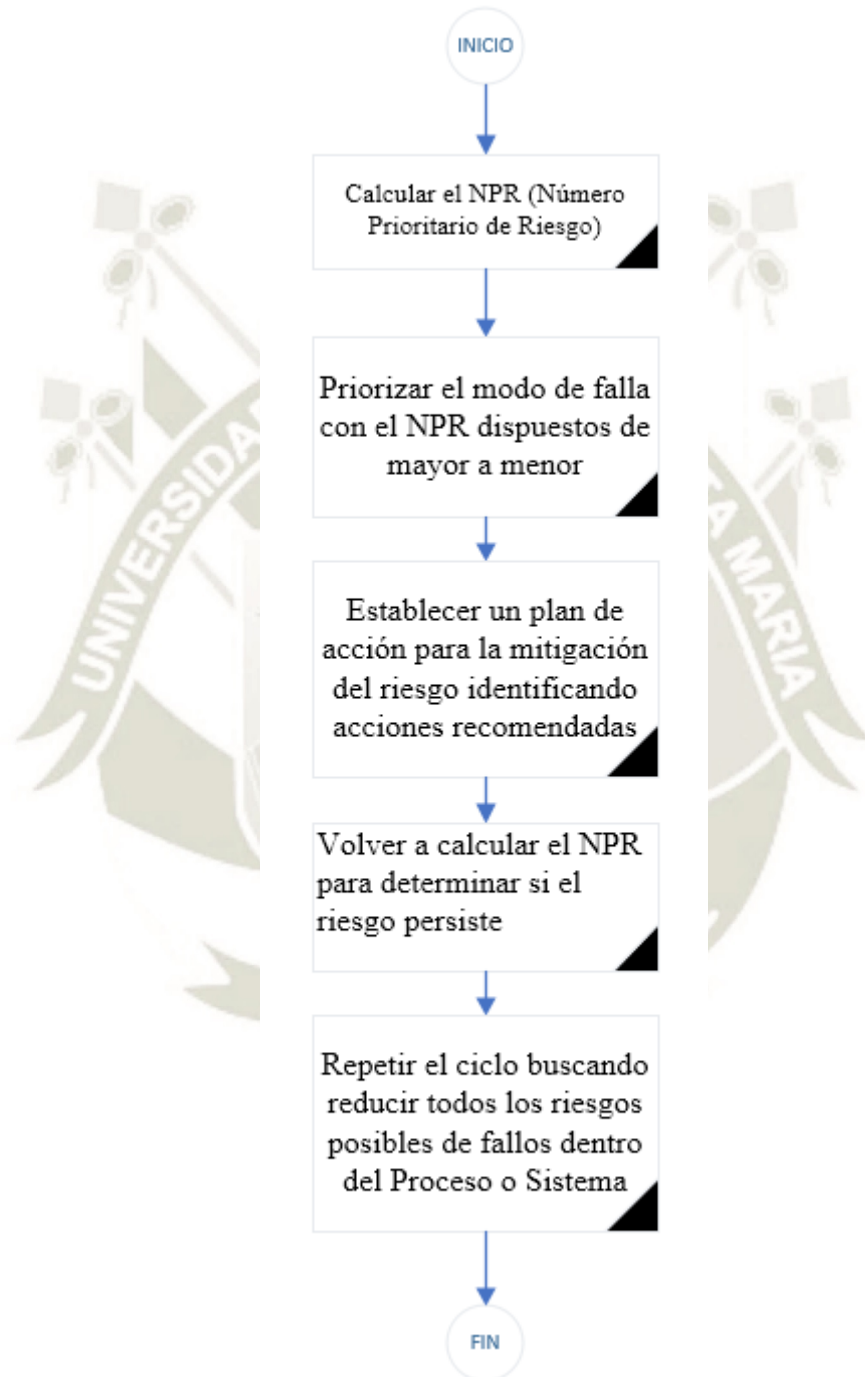 INICIO
Calcular el NPR (Número
Prioritario de Riesgo)
Priorizar el modo de falla
con el NPR dispuestos de
mayor a menor
Establecer un plan de
acción para la mitigación
del riesgo identificando
acciones recomendadas
Volver a calcular el NPR
para determinar si el
riesgo persiste
Repetir el ciclo buscando
reducir todos los riesgos
posibles de fallos dentro
del Proceso o Sistema
FIN
MARIA